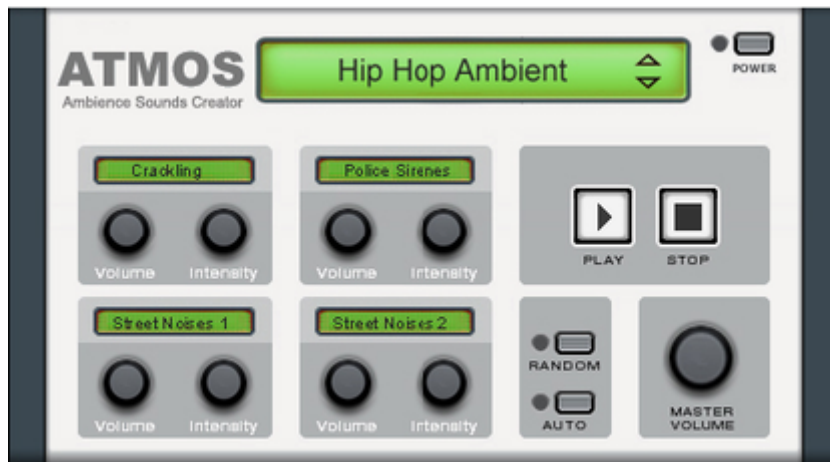 ATMOS
Ambience Sounds Creator
Hip Hop Ambient
POWER
Crackling
Volume Intensity
Police Sirenes
Volume Intensity
PLAY STOP
Street Noises 1
Volume Intensity
Street Noises 2
Volume Intensity
RANDOM
AUTO
MASTER
VOLUME